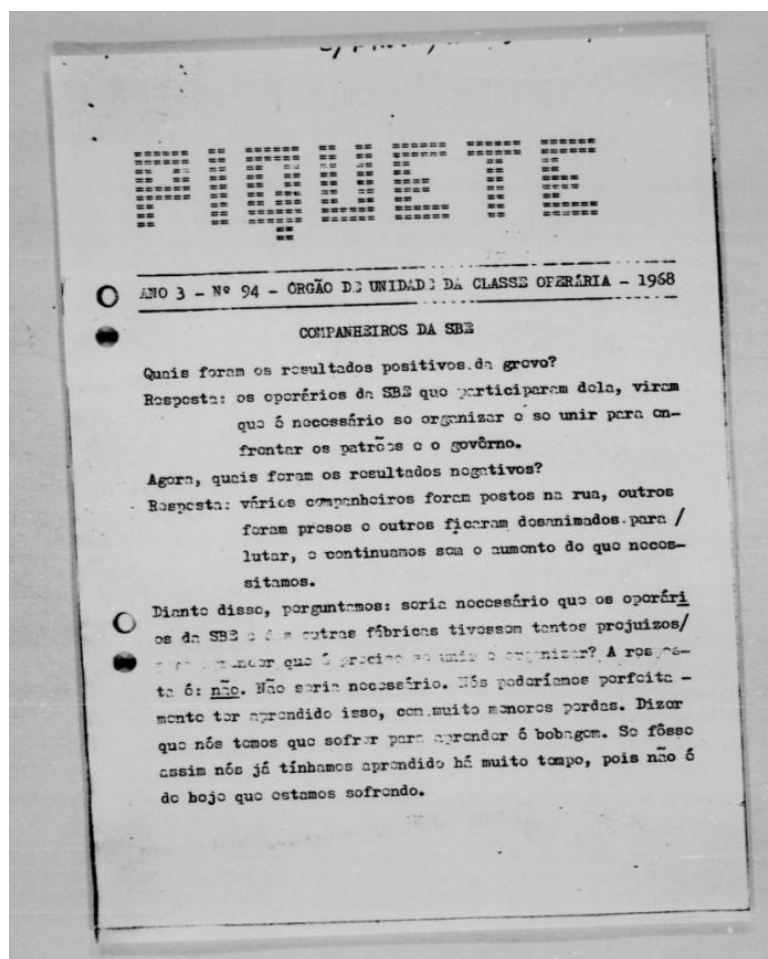 PIQUETE
ANO 3 - Nº 94 - ÓRGÃO DE UNIDADE DA CLASSE OPERÁRIA - 1968
COMPANHEIROS DA SBE
Quais foram os resultados positivos da greve?
Resposta: os operários da SBE que participaram dela, viram
que é necessário se organizar e se unir para en-
frentar os patrões e o govêrno.
Agora, quais foram os resultados negativos?
Resposta: vários companheiros foram postos na rua, outros
foram presos e outros ficaram desanimados para /
lutar, e continuamos sem o aumento do que neces-
sitamos.
Diante disso, perguntamos: seria necessário que os operári
os da SBE e de outras fábricas tivessem tantos prejuizos/
aprender que é preciso se unir e organizar? A respos-
ta é: não. Não seria necessário. Nós poderíamos perfeita -
mente ter aprendido isso, com muito menores perdas. Dizer
que nós temos que sofrer para aprender é bobagem. Se fôsse
assim nós já tínhamos aprendido há muito tempo, pois não é
de hoje que estamos sofrendo.